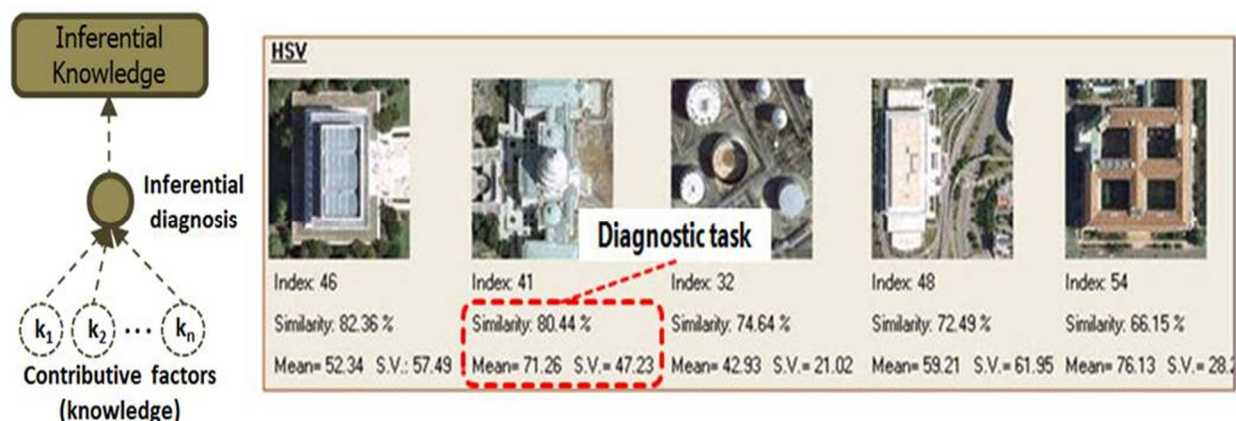 Inferential
Knowledge
Inferential
diagnosis
k1 k2 ... kn
Contributive factors
(knowledge)
HSV
Diagnostic task
Index: 46 Index: 41 Index: 32 Index: 48 Index: 54
Similarity: 82.36 % Similarity: 80.44 % Similarity: 74.64 % Similarity: 72.49 % Similarity: 66.15 %
Mean= 52.34 S.V.: 57.49 Mean= 71.26 S.V.= 47.23 Mean= 42.93 S.V.= 21.02 Mean= 59.21 S.V.= 61.95 Mean= 76.13 S.V.= 28.2